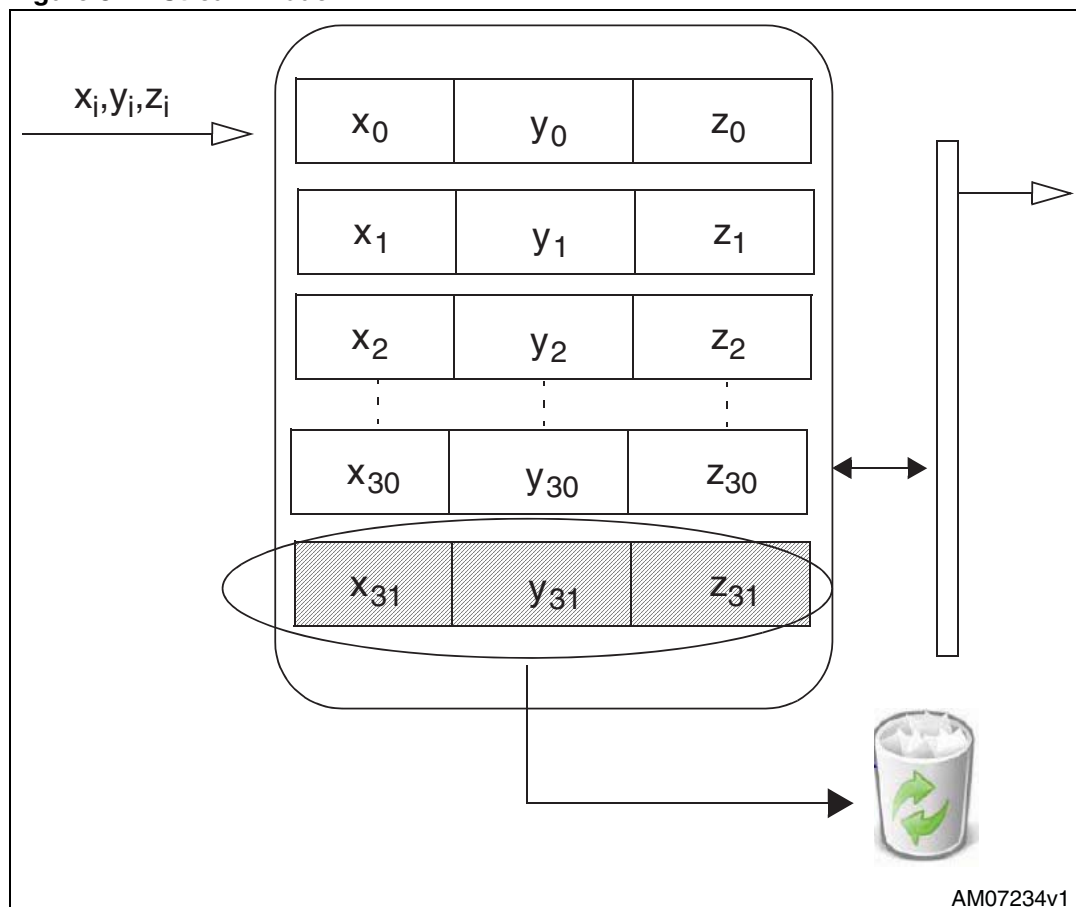 xᵢ,yᵢ,zᵢ
x₀ y₀ z₀
x₁ y₁ z₁
x₂ y₂ z₂
x₃₀ y₃₀ z₃₀
x₃₁ y₃₁ z₃₁
AM07234v1